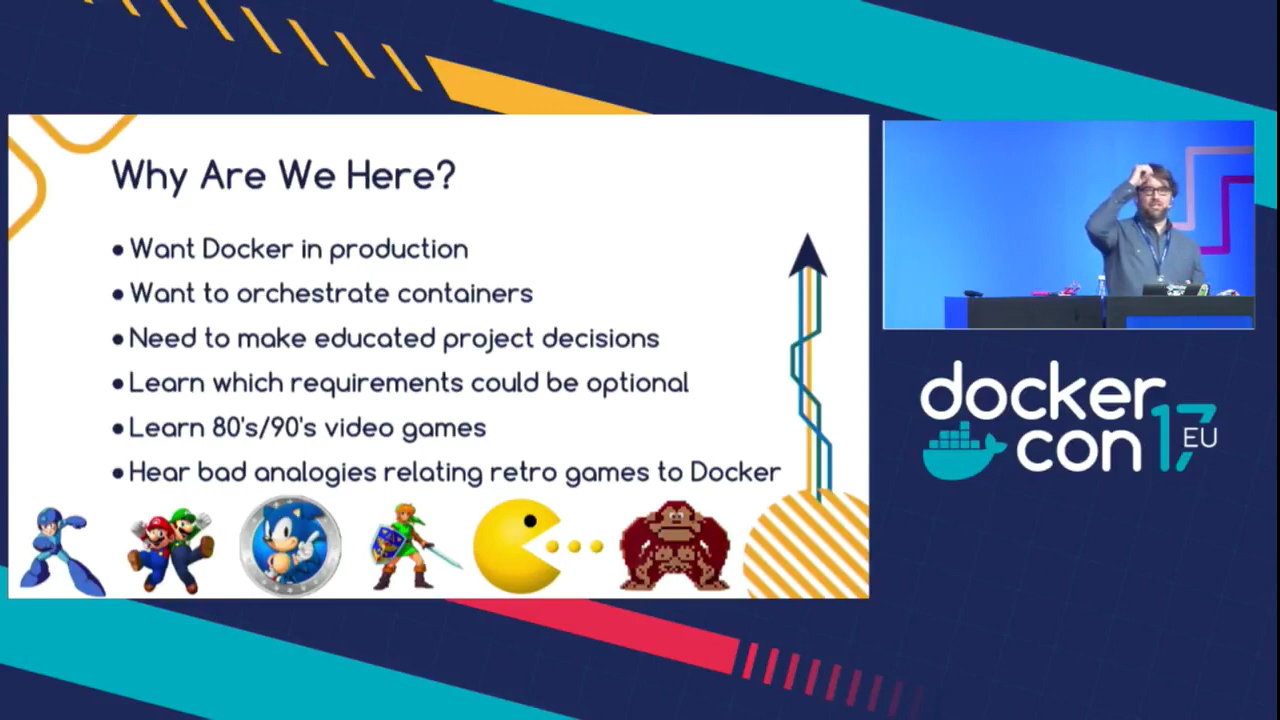 Why Are We Here?
• Want Docker in production
• Want to orchestrate containers
• Need to make educated project decisions
• Learn which requirements could be optional
• Learn 80's/90's video games
• Hear bad analogies relating retro games to Docker
docker
con 17 EU